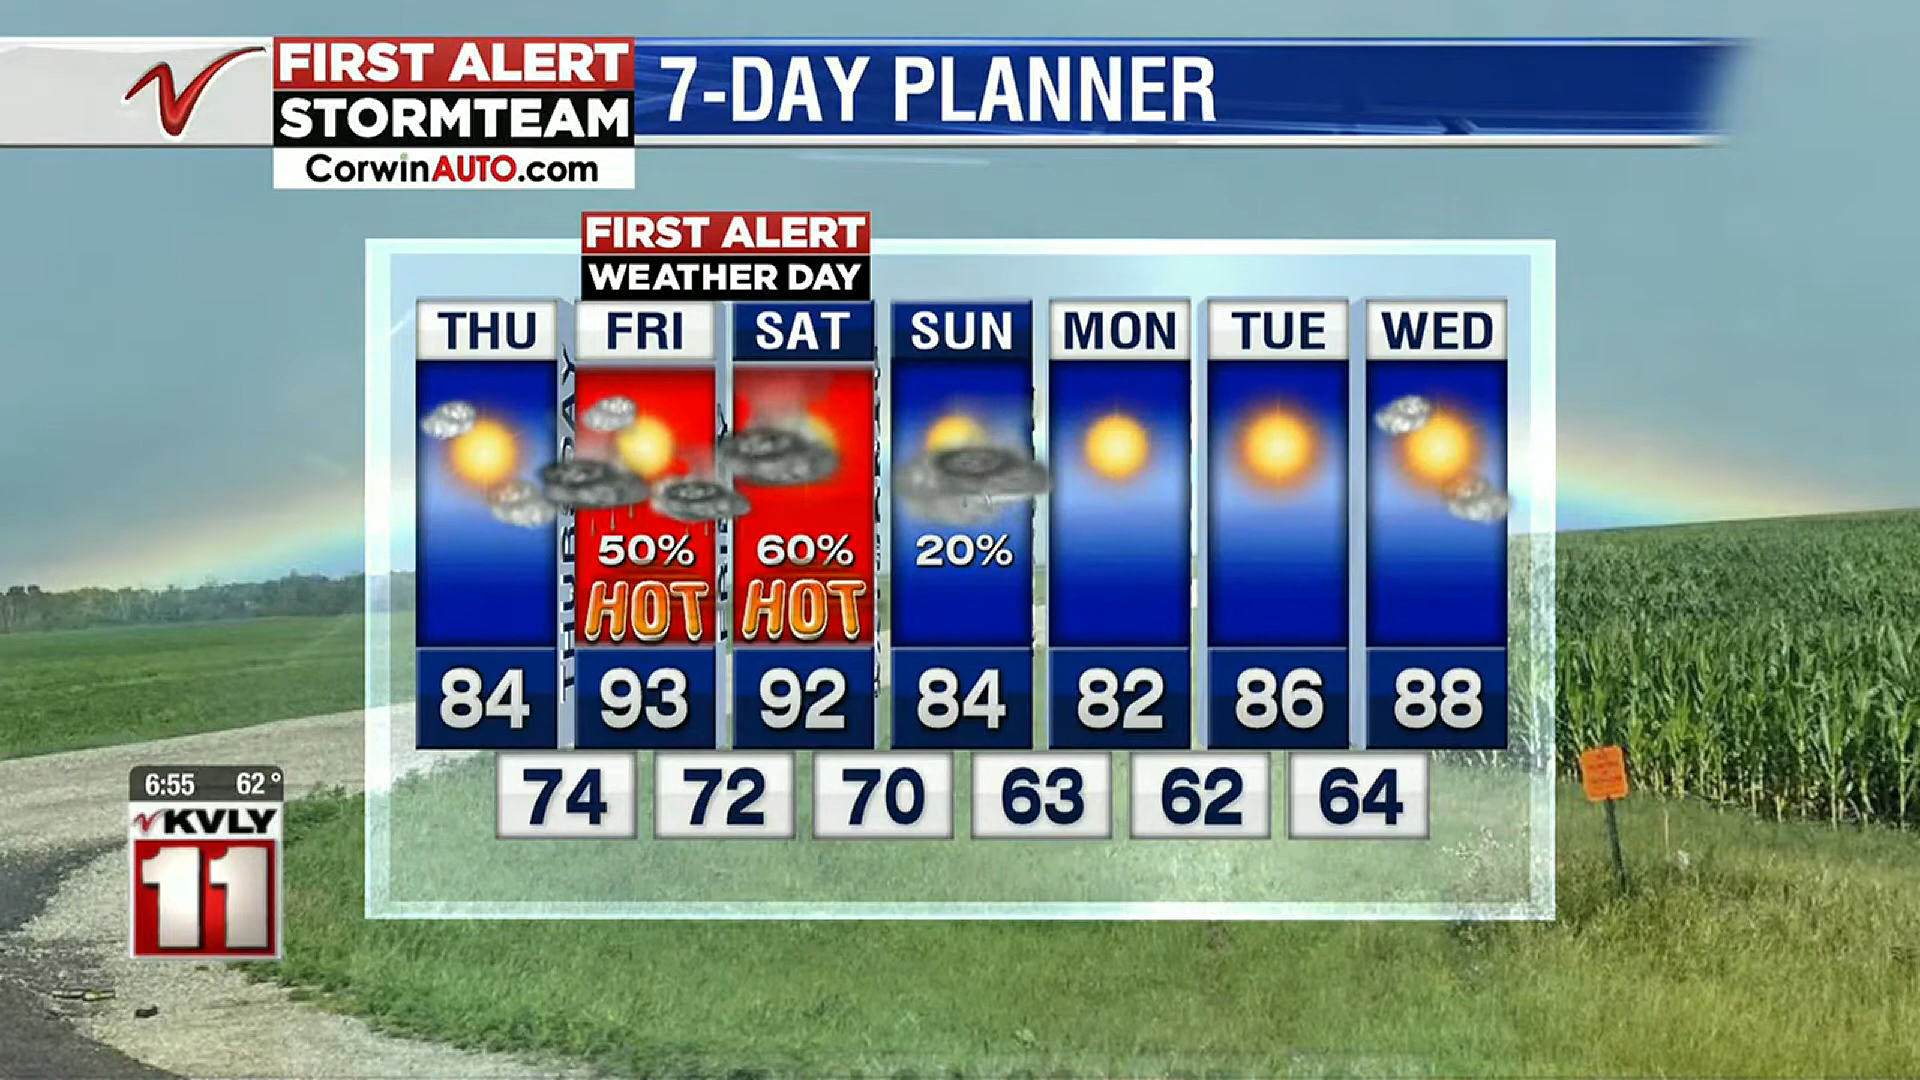 FIRST ALERT
STORMTEAM
CorwinAUTO.com
7-DAY PLANNER
FIRST ALERT
WEATHER DAY
THU
FRI
SAT
SUN
MON
TUE
WED
THURSDAY
FRIDAY
50%
60%
20%
HOT
HOT
84
93
92
84
82
86
88
74
72
70
63
62
64
6:55 62°
KVLY
11